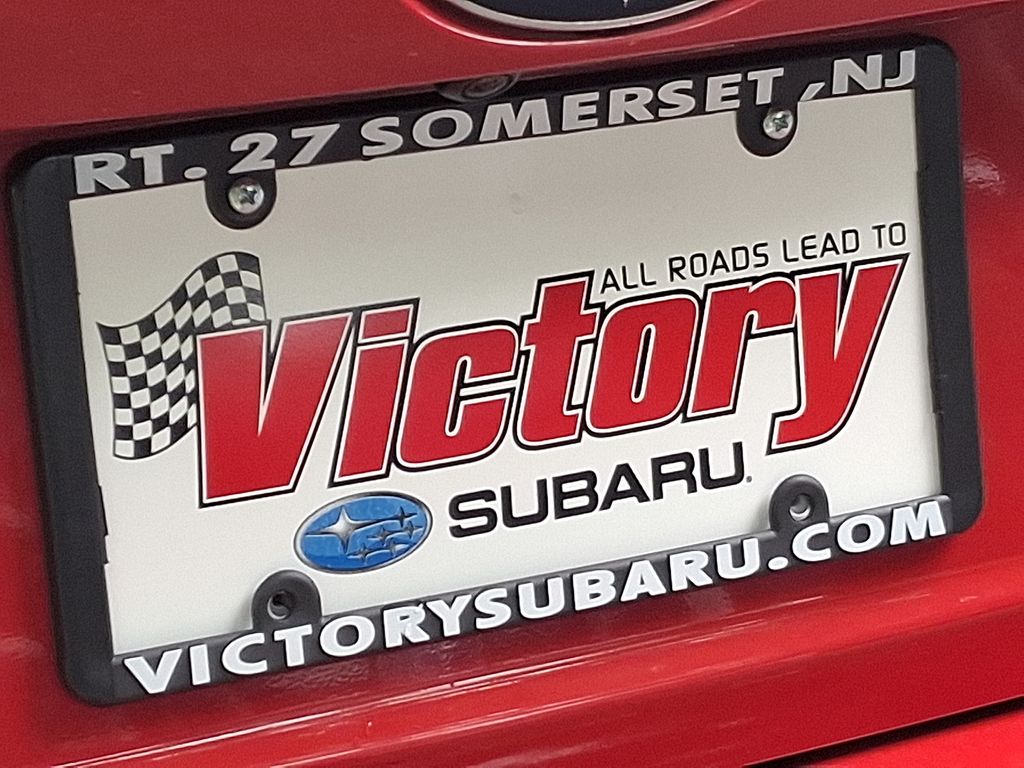 RT. 27 SOMERSET, NJ
ALL ROADS LEAD TO
Victory
SUBARU.
VICTORYSUBARU.COM